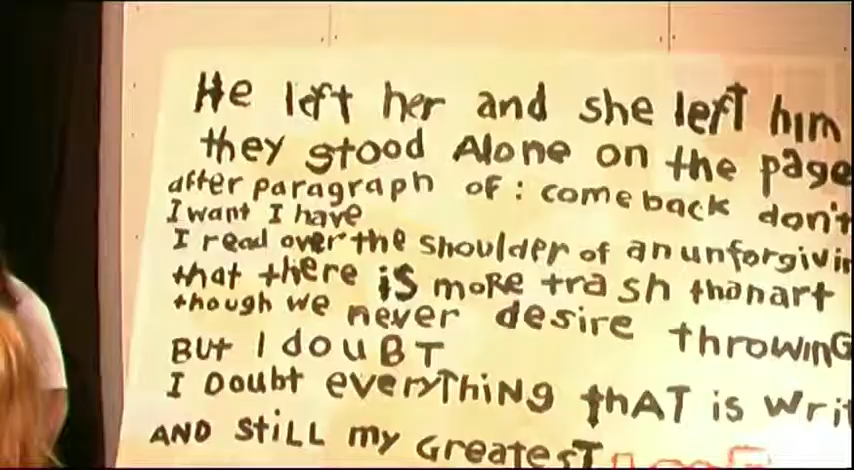 He left her and she left him
they stood Alone on the page
after paragraph of: come back don't
I want I have
I read over the shoulder of an unforgivin
that there is more trash than art
though we never desire throwing
But I douBT
I Doubt everyThiNg thAT is writ
AND stiLL my GreatesT